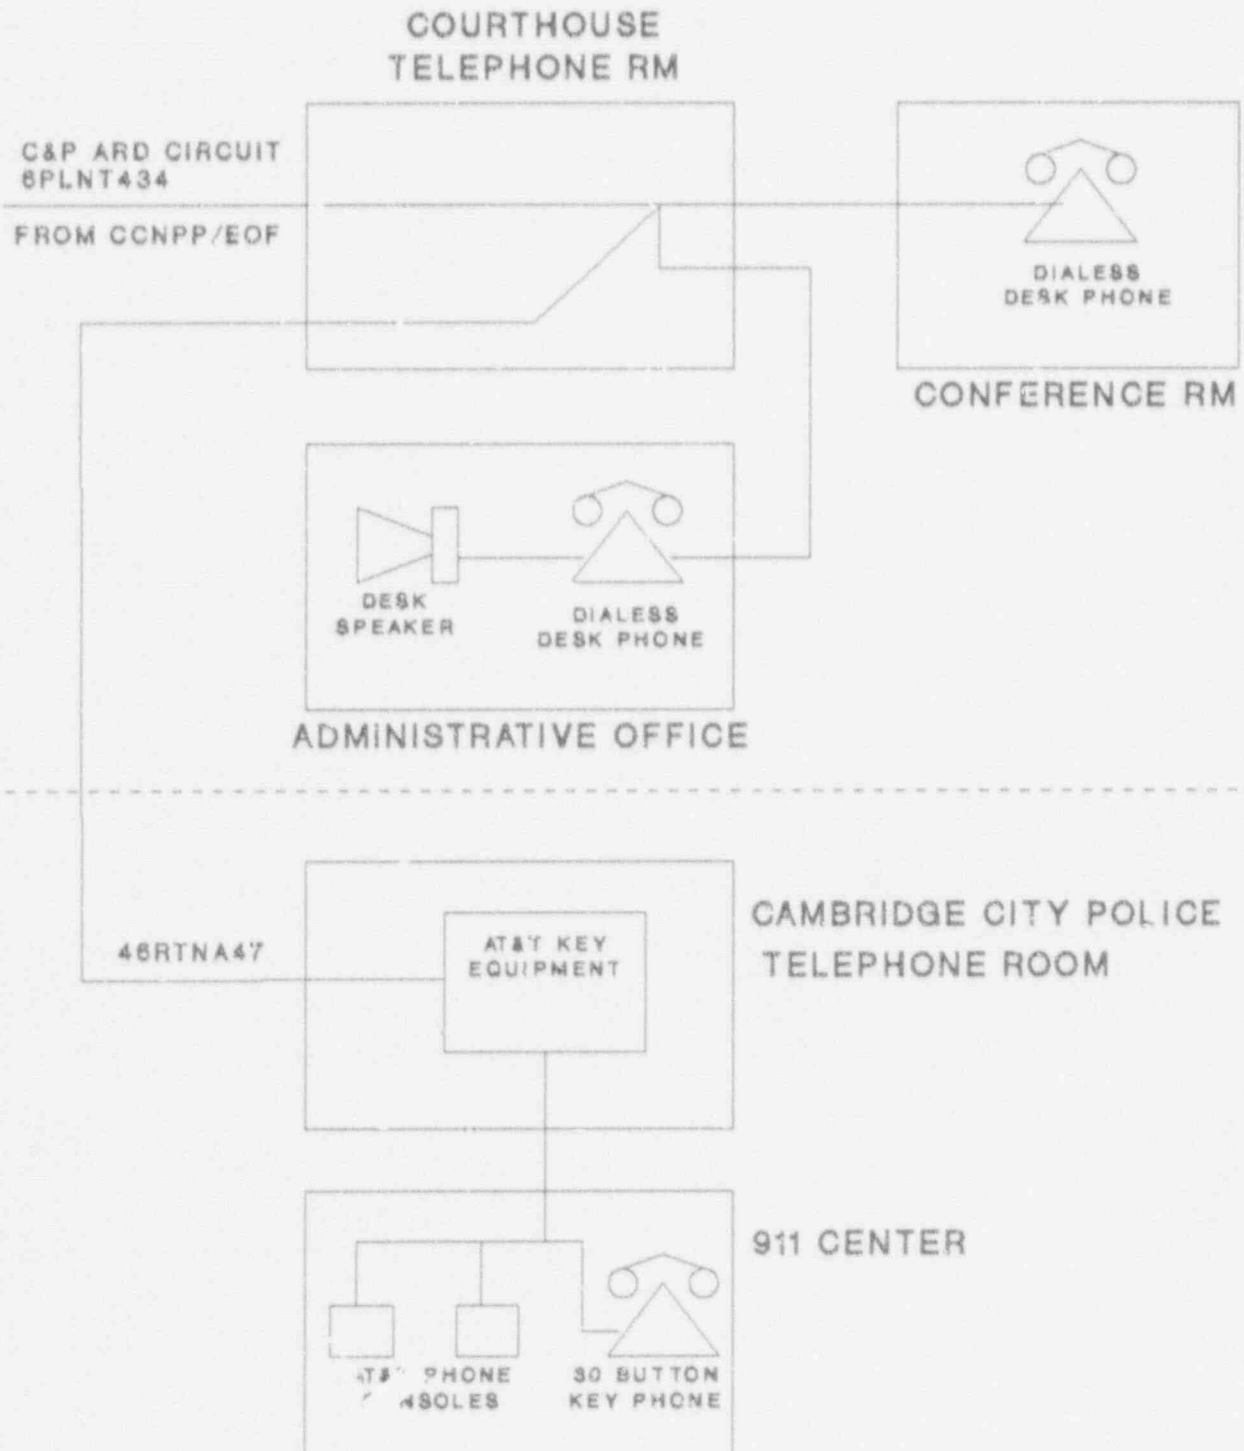 COURTHOUSE
TELEPHONE RM
C&P ARD CIRCUIT
6PLNT434
FROM CCNPP/EOF
DIALESS
DESK PHONE
CONFERENCE RM
DESK
SPEAKER
DIALESS
DESK PHONE
ADMINISTRATIVE OFFICE
46RTNA47
AT&T KEY
EQUIPMENT
CAMBRIDGE CITY POLICE
TELEPHONE ROOM
911 CENTER
PHONE
30 BUTTON
KEY PHONE